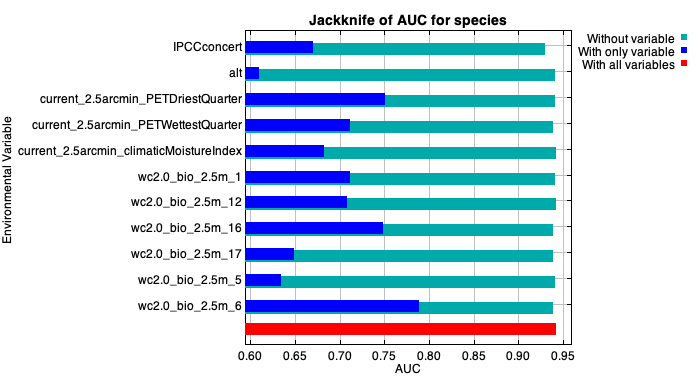 Jackknife of AUC for species
Without variable
With only variable
With all variables
Environmental Variable
IPCCconcert
alt
current_2.5arcmin_PETDriestQuarter
current_2.5arcmin_PETWettestQuarter
current_2.5arcmin_climaticMoistureIndex
wc2.0_bio_2.5m_1
wc2.0_bio_2.5m_12
wc2.0_bio_2.5m_16
wc2.0_bio_2.5m_17
wc2.0_bio_2.5m_5
wc2.0_bio_2.5m_6
0.60 0.65 0.70 0.75 0.80 0.85 0.90 0.95
AUC